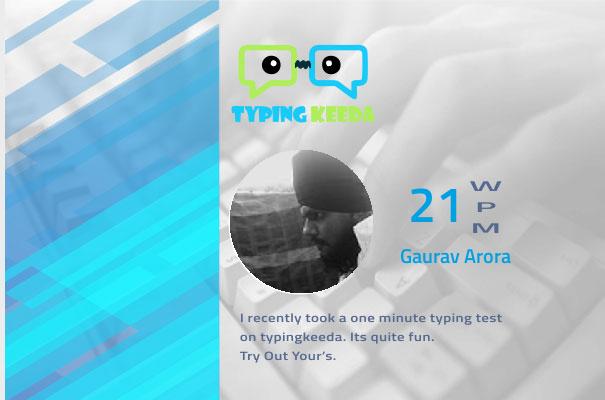 TYPING KEEDA
21
W
P
M
Gaurav Arora
I recently took a one minute typing test
on typingkeeda. Its quite fun.
Try Out Your's.